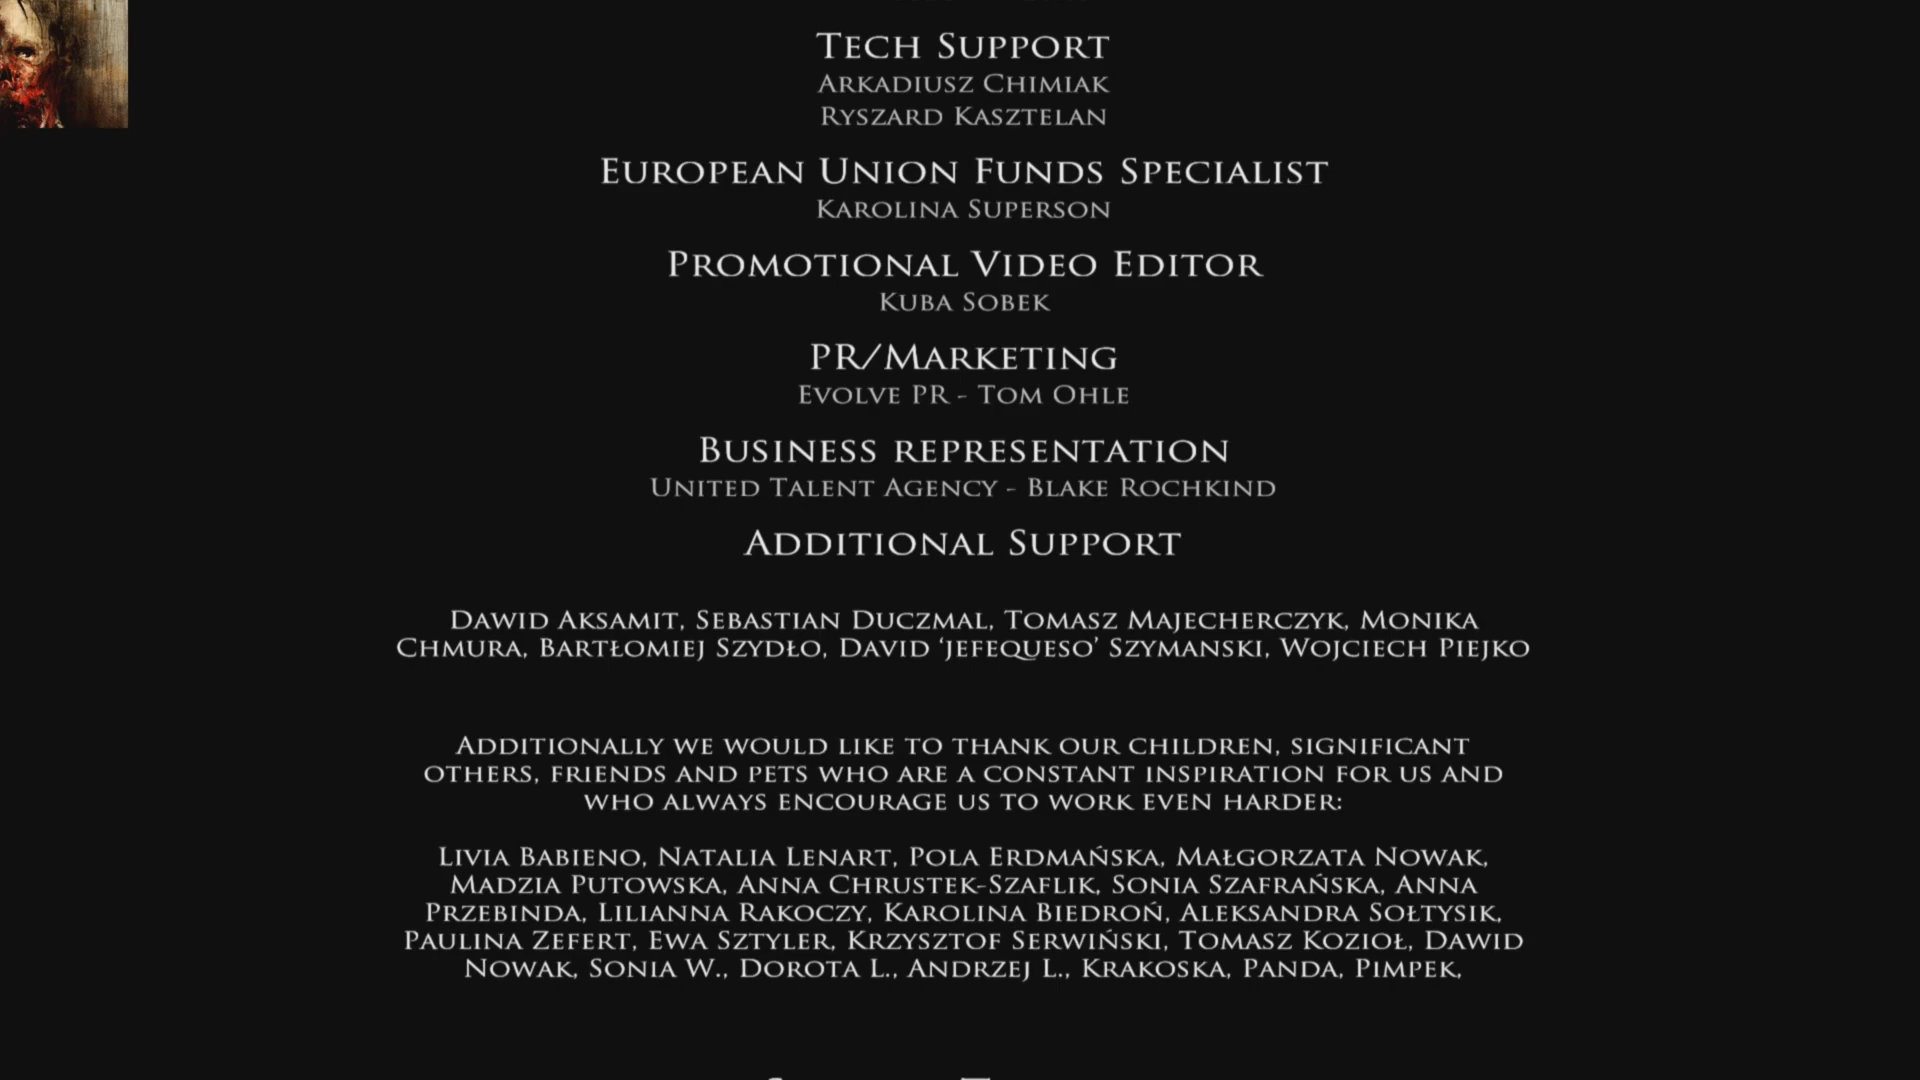 Tech Support
Arkadiusz Chimiak
Ryszard Kasztelan
European Union Funds Specialist
Karolina Superson
Promotional Video Editor
Kuba Sobek
PR/Marketing
Evolve PR - Tom Ohle
Business representation
United Talent Agency - Blake Rochkind
Additional Support
Dawid Aksamit, Sebastian Duczmal, Tomasz Majecherczyk, Monika
Chmura, Bartłomiej Szydło, David ‘jefequeso’ Szymanski, Wojciech Piejko
Additionally we would like to thank our children, significant
others, friends and pets who are a constant inspiration for us and
who always encourage us to work even harder:
Livia Babieno, Natalia Lenart, Pola Erdmańska, Małgorzata Nowak,
Madzia Putowska, Anna Chrustek-Szaflik, Sonia Szafrańska, Anna
Przebinda, Lilianna Rakoczy, Karolina Biedroń, Aleksandra Sołtysik,
Paulina Zefert, Ewa Sztyler, Krzysztof Serwiński, Tomasz Kozioł, Dawid
Nowak, Sonia W., Dorota L., Andrzej L., Krakoska, Panda, Pimpek,